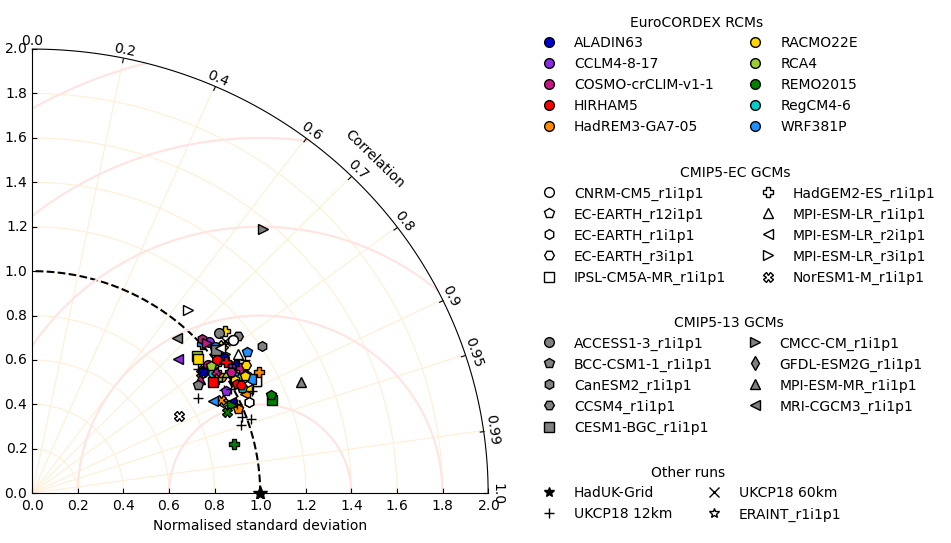 0.0
0.2
0.4
0.6
0.7
0.8
0.9
0.95
0.99
1.0
Correlation
2.0
1.8
1.6
1.4
1.2
1.0
0.8
0.6
0.4
0.2
0.0
0.0 0.2 0.4 0.6 0.8 1.0 1.2 1.4 1.6 1.8 2.0
Normalised standard deviation
EuroCORDEX RCMs
ALADIN63
CCLM4-8-17
COSMO-crCLIM-v1-1
HIRHAM5
HadREM3-GA7-05
RACMO22E
RCA4
REMO2015
RegCM4-6
WRF381P
CMIP5-EC GCMs
CNRM-CM5_r1i1p1
EC-EARTH_r12i1p1
EC-EARTH_r1i1p1
EC-EARTH_r3i1p1
IPSL-CM5A-MR_r1i1p1
HadGEM2-ES_r1i1p1
MPI-ESM-LR_r1i1p1
MPI-ESM-LR_r2i1p1
MPI-ESM-LR_r3i1p1
NorESM1-M_r1i1p1
CMIP5-13 GCMs
ACCESS1-3_r1i1p1
BCC-CSM1-1_r1i1p1
CanESM2_r1i1p1
CCSM4_r1i1p1
CESM1-BGC_r1i1p1
CMCC-CM_r1i1p1
GFDL-ESM2G_r1i1p1
MPI-ESM-MR_r1i1p1
MRI-CGCM3_r1i1p1
Other runs
HadUK-Grid
UKCP18 12km
UKCP18 60km
ERAINT_r1i1p1